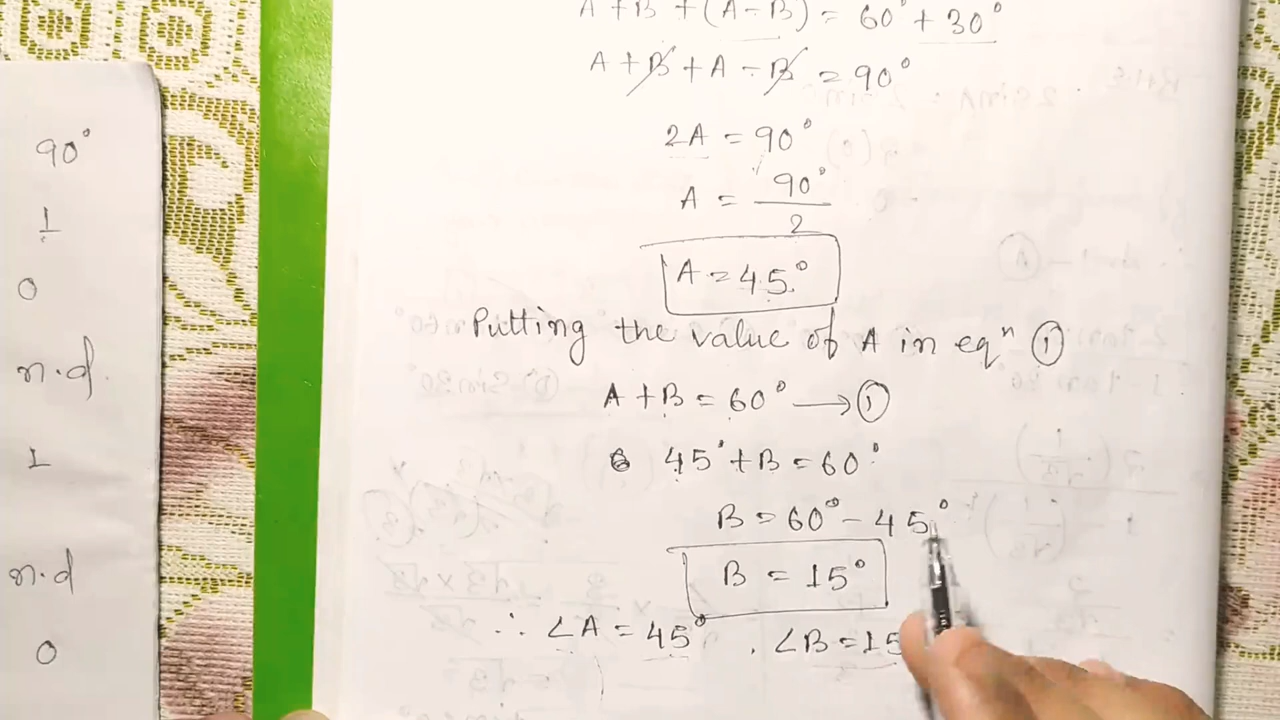 90°
1
0
n.d.
1
n.d
0
A+B+(A-B) = 60°+30°
A+B+A-B = 90°
2A = 90°
A = 90°/2
A = 45°
Putting the value of A in eqⁿ ①
A+B = 60° ⟶ ①
45°+B = 60°
B = 60° - 45°
B = 15°
∴ ∠A = 45° , ∠B = 15